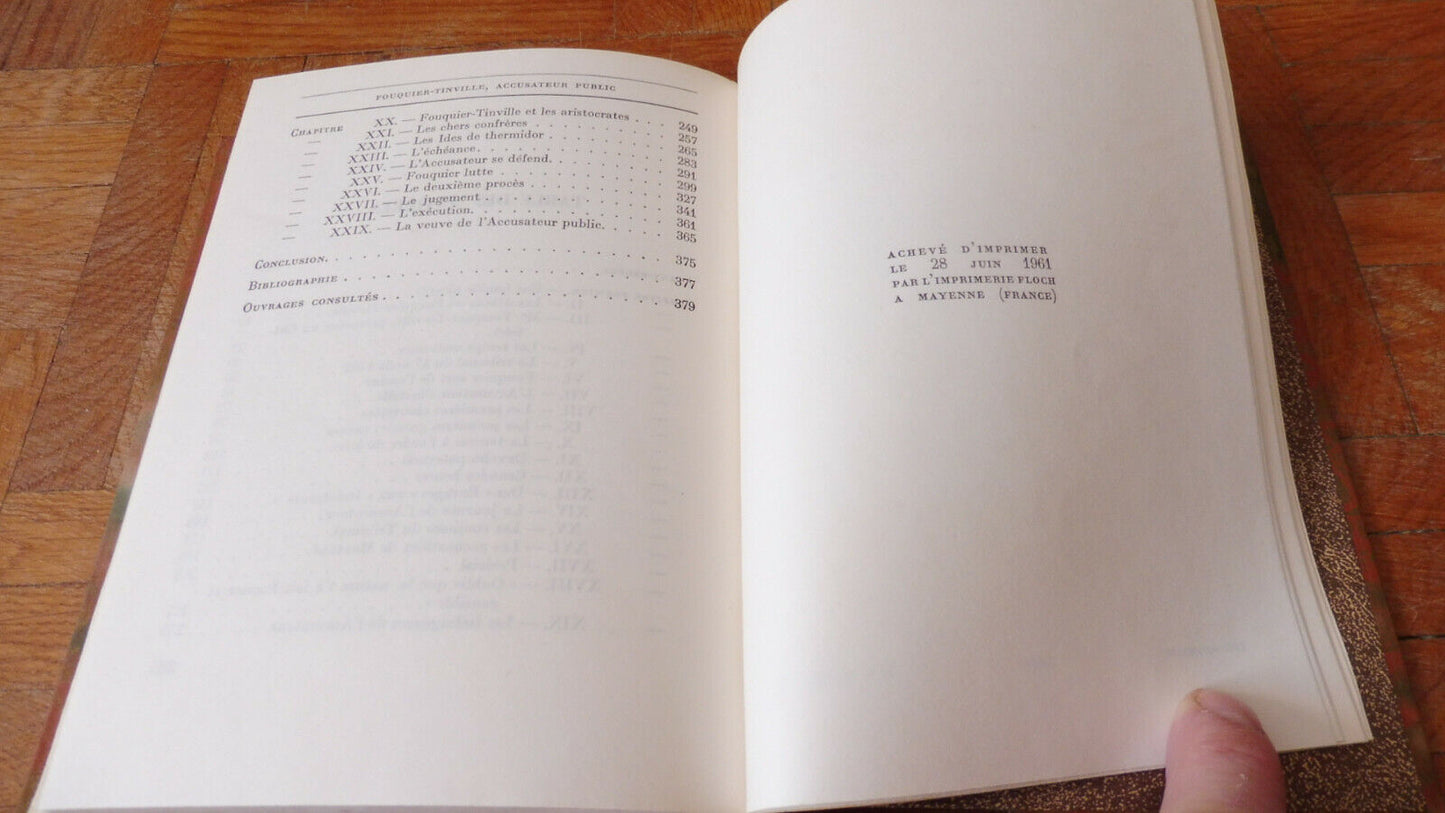 FOUQUIER-TINVILLE, ACCUSATEUR PUBLIC
CHAPITRE XX. — Fouquier-Tinville et les aristocrates . . . 249
— XXI. — Les chers confrères . . . . . . . . . 257
— XXII. — Les Ides de thermidor . . . . . . . . 265
— XXIII. — L'échéance. . . . . . . . . . . . . 283
— XXIV. — L'Accusateur se défend. . . . . . . . 291
— XXV. — Fouquier lutte . . . . . . . . . . . 299
— XXVI. — Le deuxième procès . . . . . . . . . 327
— XXVII. — Le jugement . . . . . . . . . . . . 341
— XXVIII. — L'exécution. . . . . . . . . . . . . 361
— XXIX. — La veuve de l'Accusateur public. . . . . 365
CONCLUSION. . . . . . . . . . . . . . . . . 375
BIBLIOGRAPHIE . . . . . . . . . . . . . . . . 377
OUVRAGES CONSULTÉS . . . . . . . . . . . . . . 379
ACHEVÉ D'IMPRIMER
LE 28 JUIN 1961
PAR L'IMPRIMERIE FLOCH
A MAYENNE (FRANCE)